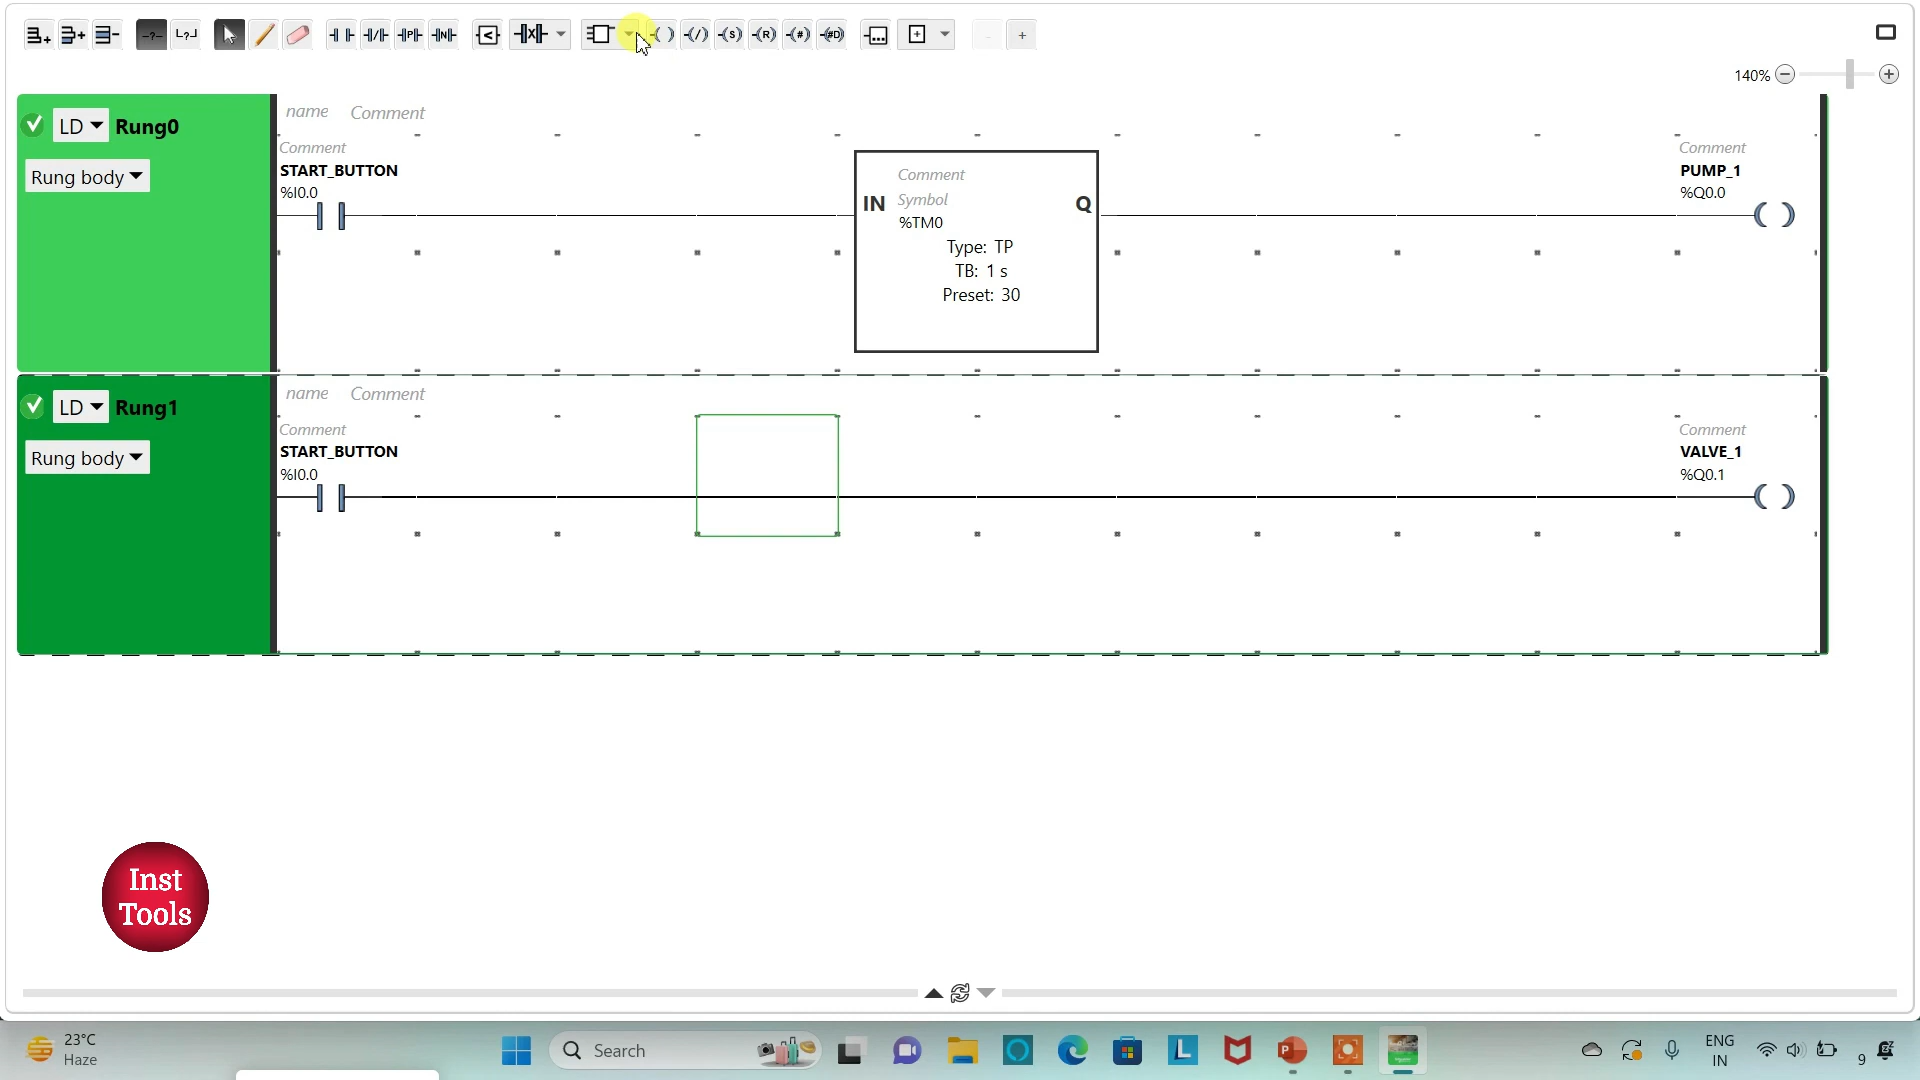 140%
LD Rung0
Rung body
name Comment
Comment
START_BUTTON
%I0.0
IN
Comment
Symbol
%TM0
Type: TP
TB: 1 s
Preset: 30
Q
Comment
PUMP_1
%Q0.0
LD Rung1
Rung body
name Comment
Comment
START_BUTTON
%I0.0
Comment
VALVE_1
%Q0.1
Inst
Tools
23°C
Haze
Search
ENG
IN
9